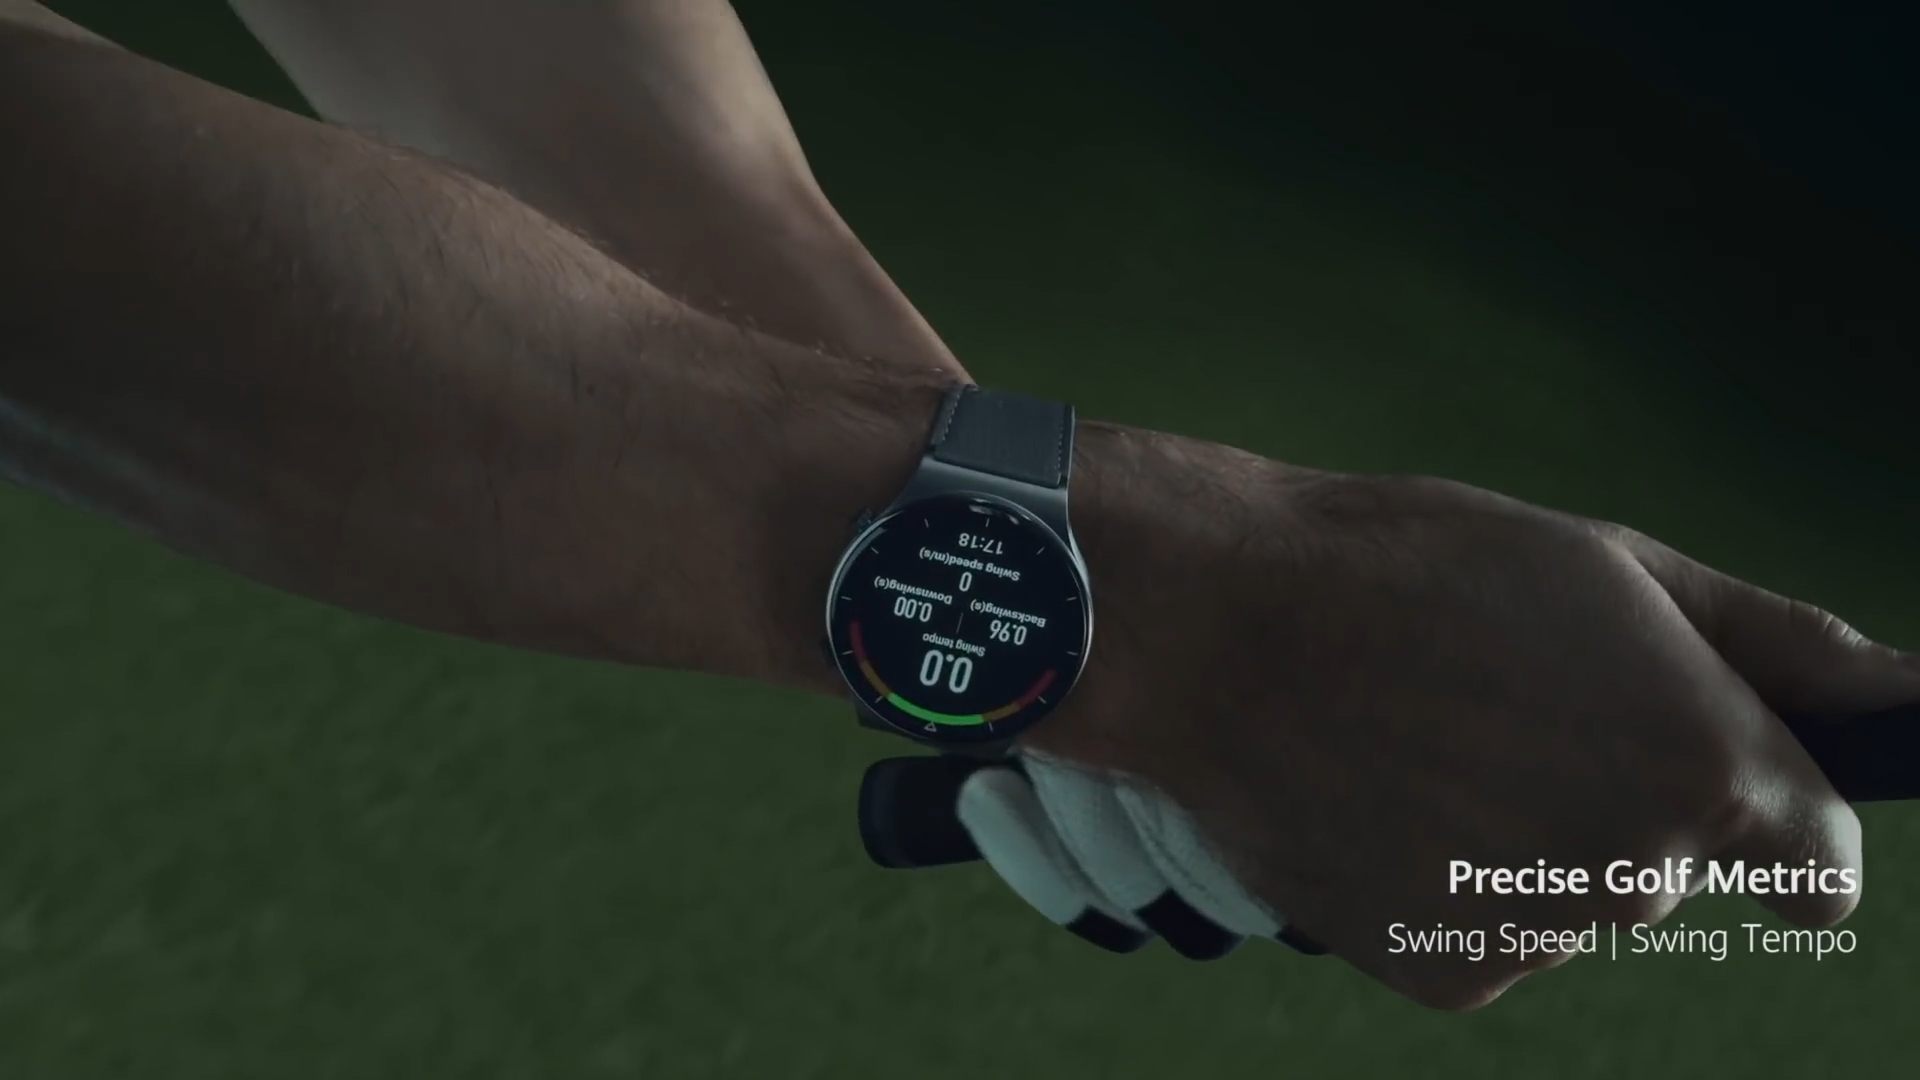 17:18
Swing speed(m/s)
0
Backswing(s) Downswing(s)
0.96 0.00
Swing tempo
0.0
Precise Golf Metrics
Swing Speed | Swing Tempo